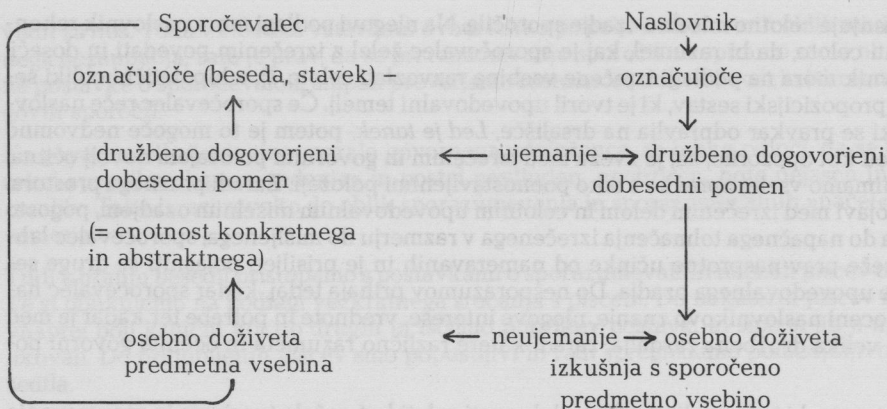 Sporočevalec Naslovnik
označujoče (beseda, stavek) – označujoče
družbeno dogovorjeni ujemanje družbeno dogovorjeni
dobesedni pomen dobesedni pomen
(= enotnost konkretnega
in abstraktnega)
osebno doživeta neujemanje osebno doživeta
predmetna vsebina izkušnja s sporočeno
predmetno vsebino